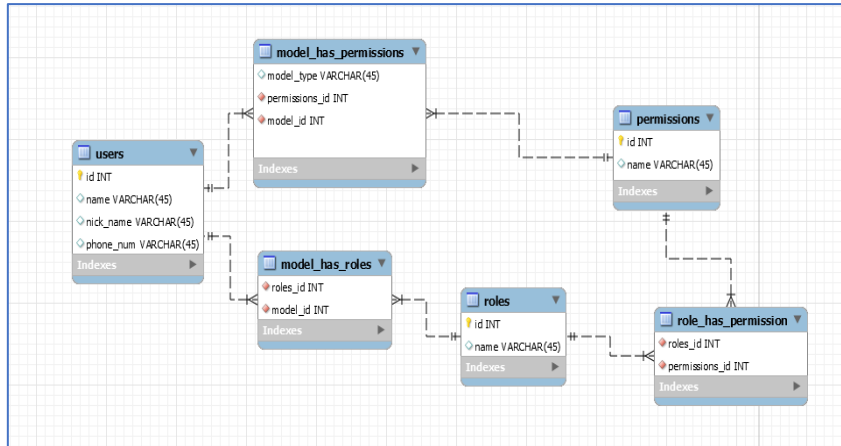 model_has_permissions
model_type VARCHAR(45)
permissions_id INT
model_id INT
Indexes
permissions
id INT
name VARCHAR(45)
Indexes
users
id INT
name VARCHAR(45)
nick_name VARCHAR(45)
phone_num VARCHAR(45)
Indexes
model_has_roles
roles_id INT
model_id INT
Indexes
roles
id INT
name VARCHAR(45)
Indexes
role_has_permission
roles_id INT
permissions_id INT
Indexes